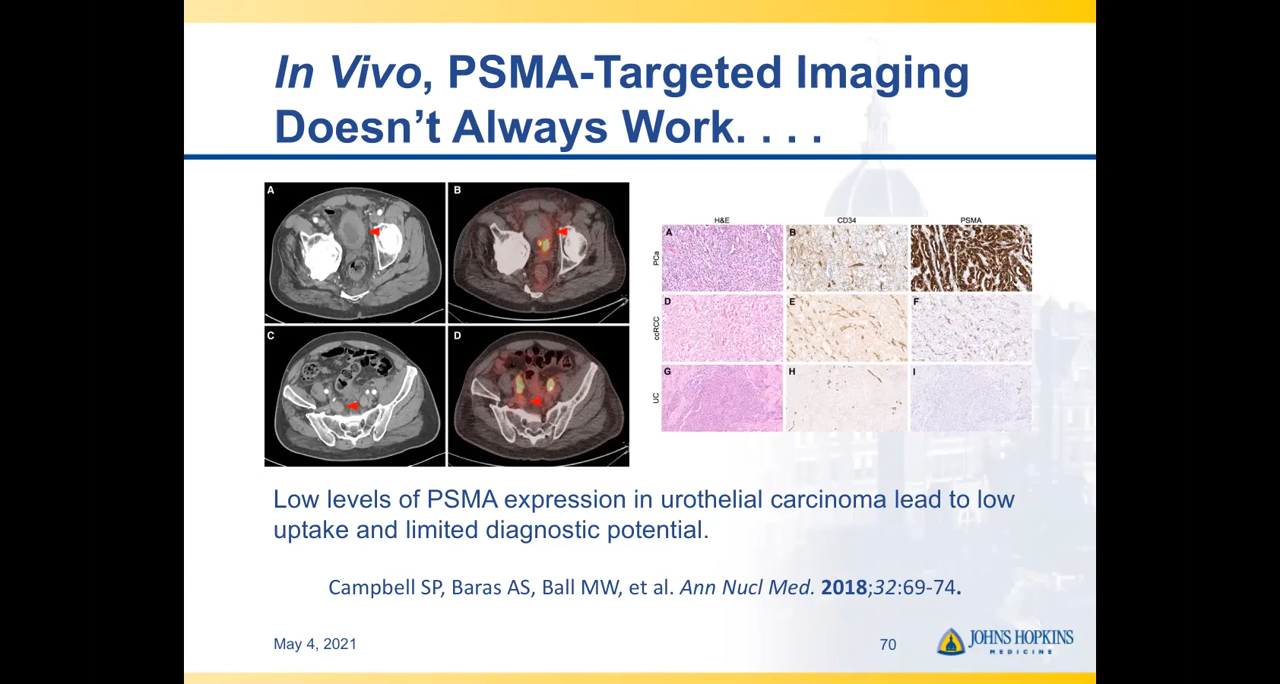 In Vivo, PSMA-Targeted Imaging
Doesn't Always Work. . . .
A
B
C
D
H&E
CD34
PSMA
PCa
A
B
ccRCC
D
E
F
UC
G
H
I
Low levels of PSMA expression in urothelial carcinoma lead to low
uptake and limited diagnostic potential.
Campbell SP, Baras AS, Ball MW, et al. Ann Nucl Med. 2018;32:69-74.
May 4, 2021
70
JOHNS HOPKINS
MEDICINE